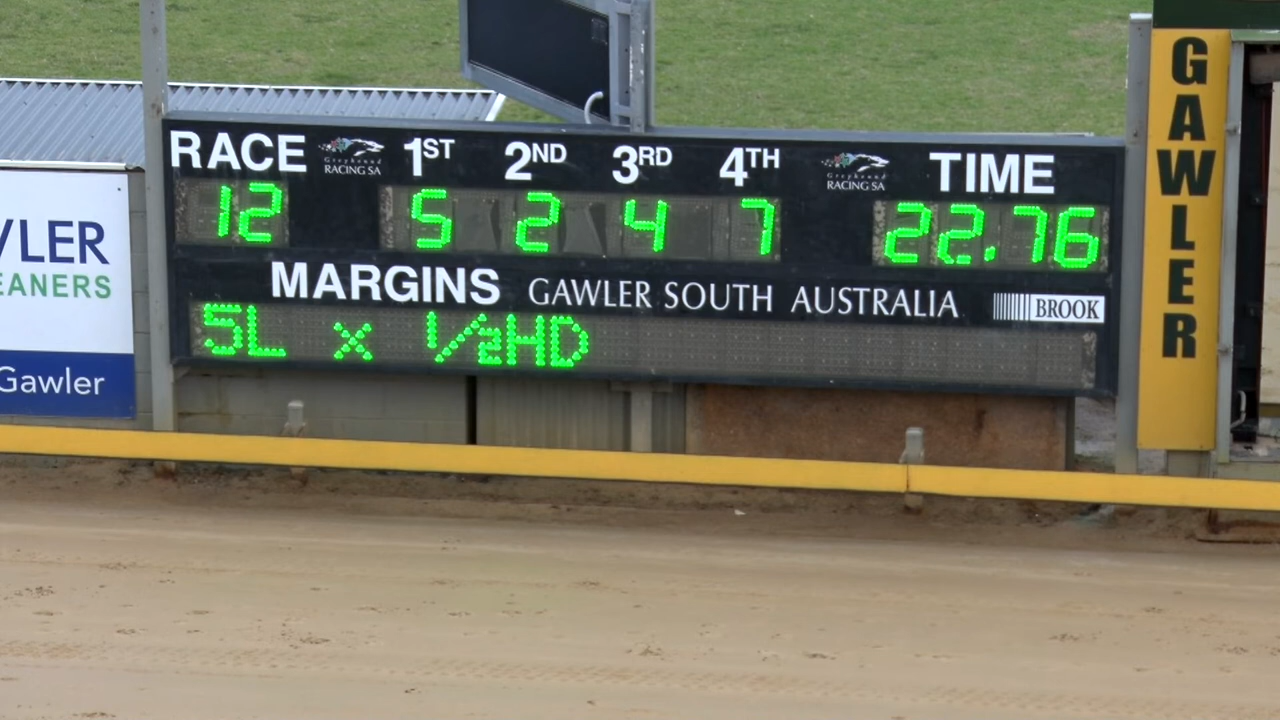 RACE 1ST 2ND 3RD 4TH TIME
Greyhound RACING SA
Greyhound RACING SA
12 5 2 4 7 22.76
MARGINS GAWLER SOUTH AUSTRALIA BROOK
5L x 1/2HD
WLER
EANERS
Gawler
GAWLER